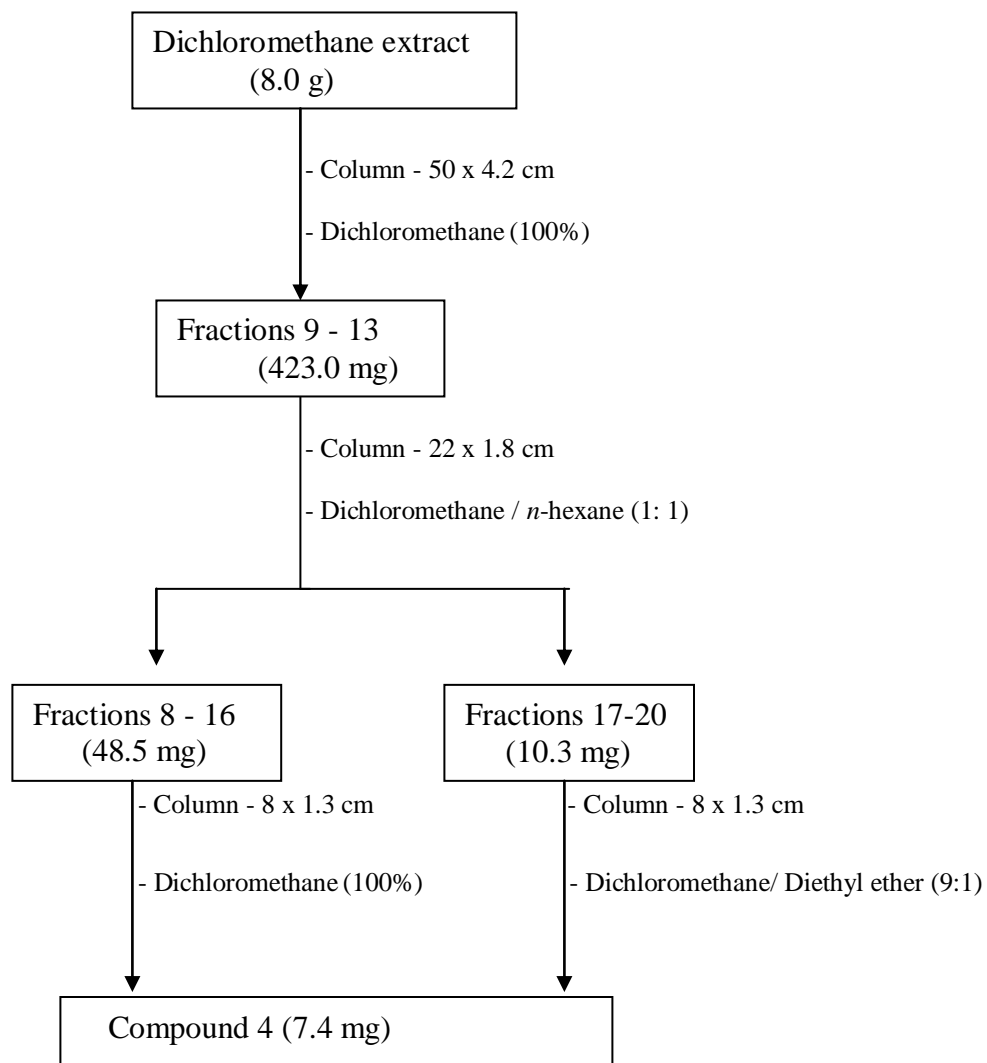 Dichloromethane extract
(8.0 g)
- Column - 50 x 4.2 cm
- Dichloromethane (100%)
Fractions 9 - 13
(423.0 mg)
- Column - 22 x 1.8 cm
- Dichloromethane / n-hexane (1: 1)
Fractions 8 - 16
(48.5 mg)
Fractions 17-20
(10.3 mg)
- Column - 8 x 1.3 cm
- Column - 8 x 1.3 cm
- Dichloromethane (100%)
- Dichloromethane/ Diethyl ether (9:1)
Compound 4 (7.4 mg)